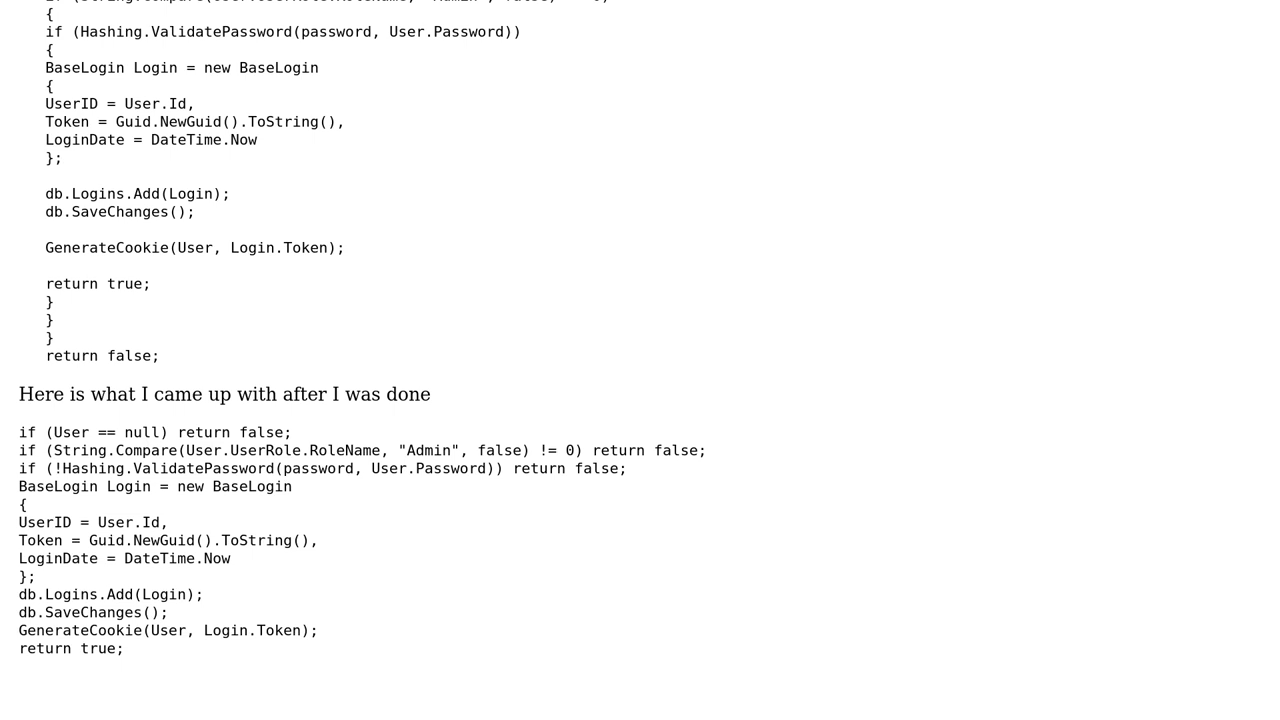 {
if (Hashing.ValidatePassword(password, User.Password))
{
BaseLogin Login = new BaseLogin
{
UserID = User.Id,
Token = Guid.NewGuid().ToString(),
LoginDate = DateTime.Now
};
db.Logins.Add(Login);
db.SaveChanges();
GenerateCookie(User, Login.Token);
return true;
}
}
}
return false;
Here is what I came up with after I was done
if (User == null) return false;
if (String.Compare(User.UserRole.RoleName, "Admin", false) != 0) return false;
if (!Hashing.ValidatePassword(password, User.Password)) return false;
BaseLogin Login = new BaseLogin
{
UserID = User.Id,
Token = Guid.NewGuid().ToString(),
LoginDate = DateTime.Now
};
db.Logins.Add(Login);
db.SaveChanges();
GenerateCookie(User, Login.Token);
return true;